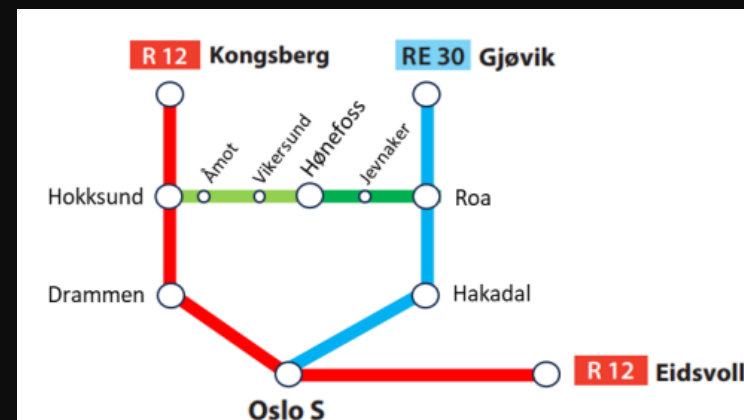 R 12 Kongsberg
RE 30 Gjøvik
Åmot
Vikersund
Hønefoss
Jevnaker
Hokksund
Roa
Drammen
Hakadal
R 12 Eidsvoll
Oslo S